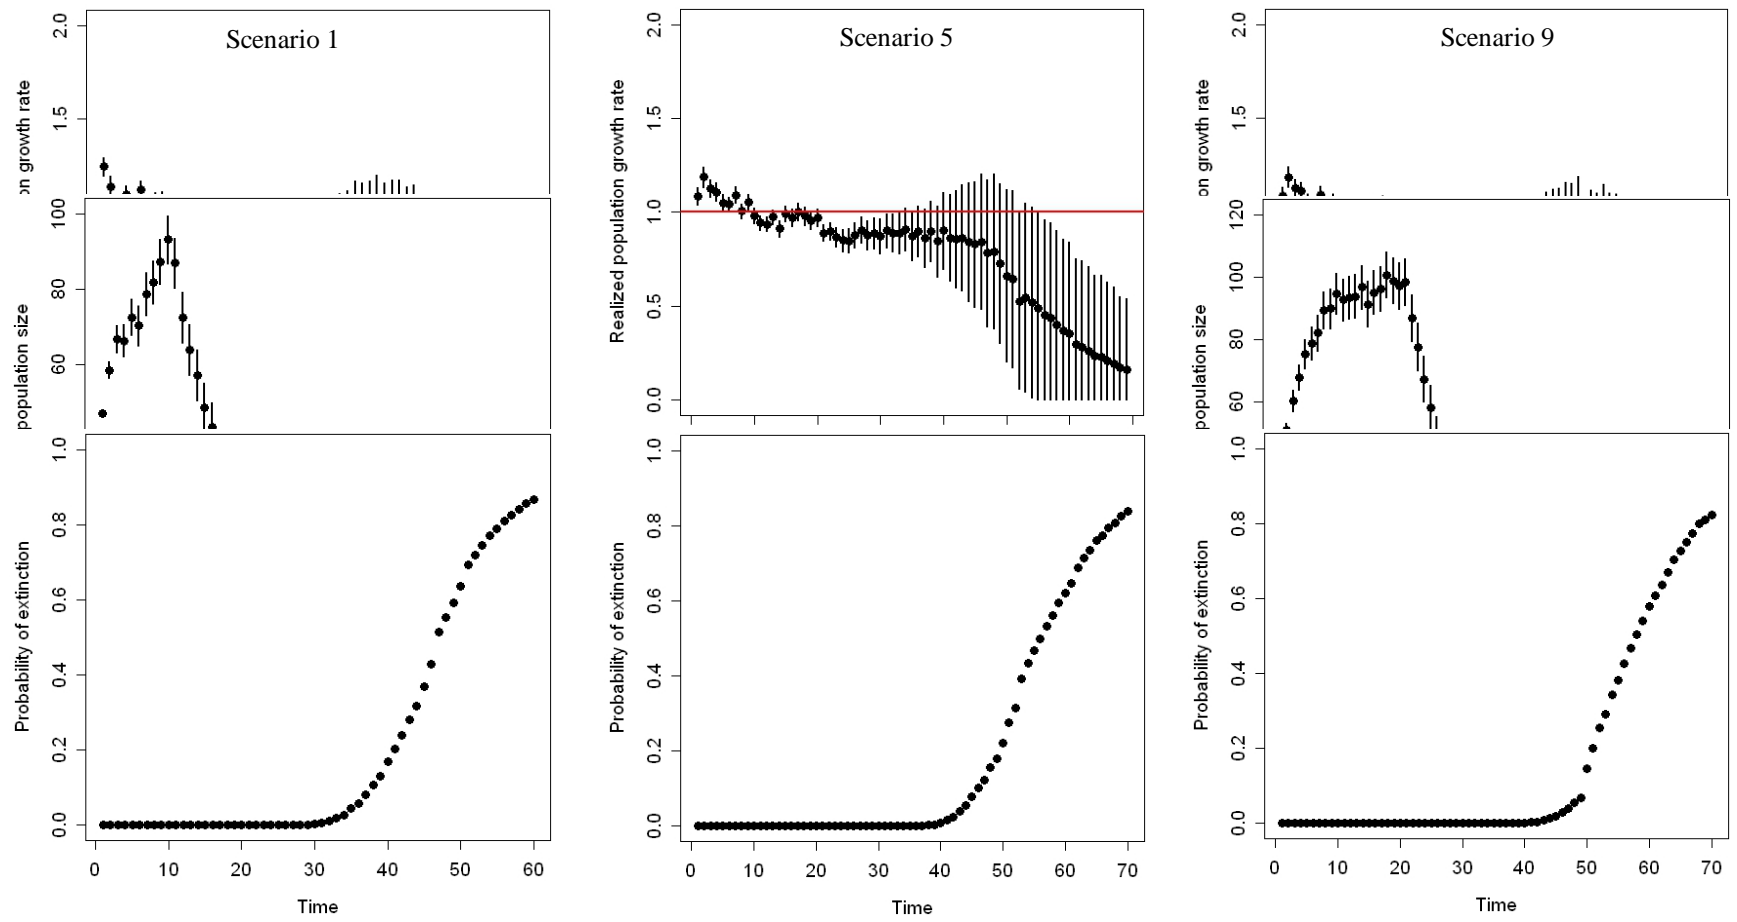 Scenario 1
2.0
1.5
on growth rate
100
80
60
population size
1.0
0.8
0.6
0.4
0.2
0.0
Probability of extinction
0 10 20 30 40 50 60
Time
Scenario 5
2.0
1.5
1.0
0.5
0.0
Realized population growth rate
1.0
0.8
0.6
0.4
0.2
0.0
Probability of extinction
0 10 20 30 40 50 60 70
Time
Scenario 9
2.0
1.5
on growth rate
120
100
80
60
population size
1.0
0.8
0.6
0.4
0.2
0.0
Probability of extinction
0 10 20 30 40 50 60 70
Time